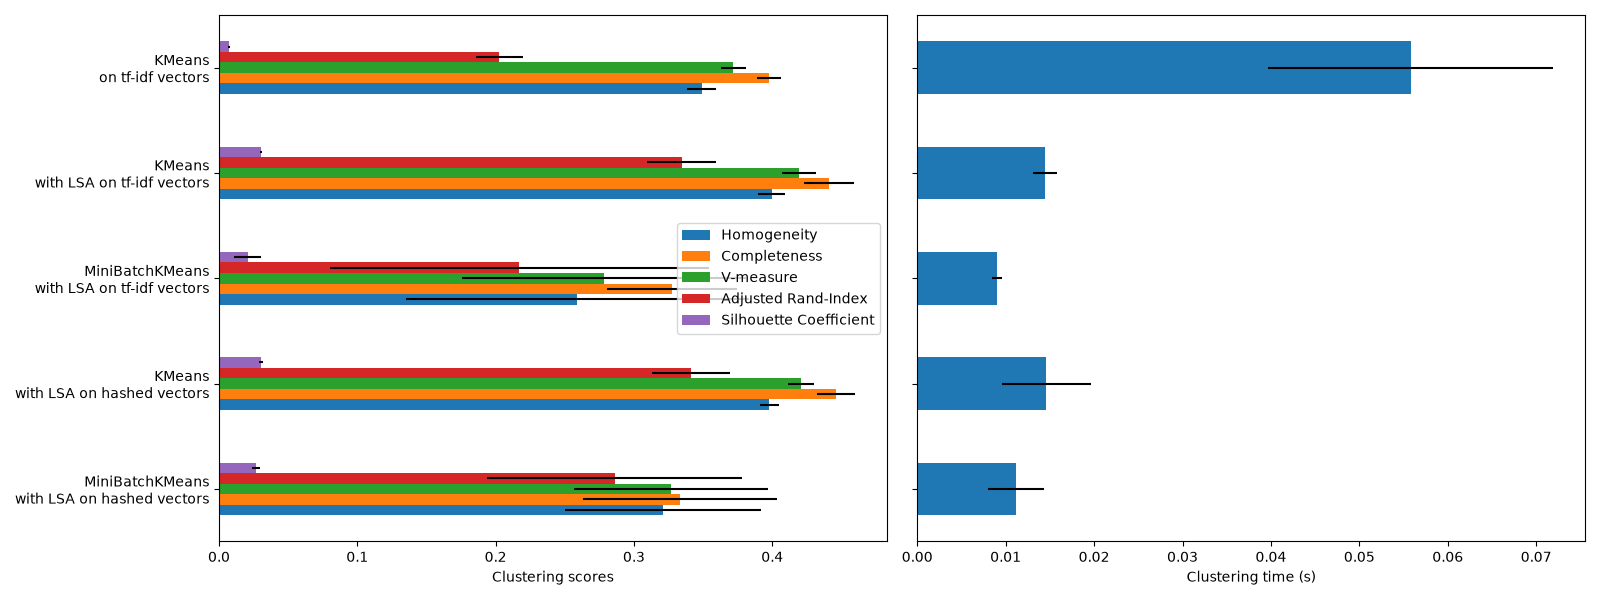 KMeans
on tf-idf vectors
KMeans
with LSA on tf-idf vectors
MiniBatchKMeans
with LSA on tf-idf vectors
KMeans
with LSA on hashed vectors
MiniBatchKMeans
with LSA on hashed vectors
Homogeneity
Completeness
V-measure
Adjusted Rand-Index
Silhouette Coefficient
0.0 0.1 0.2 0.3 0.4
Clustering scores
0.00 0.01 0.02 0.03 0.04 0.05 0.06 0.07
Clustering time (s)